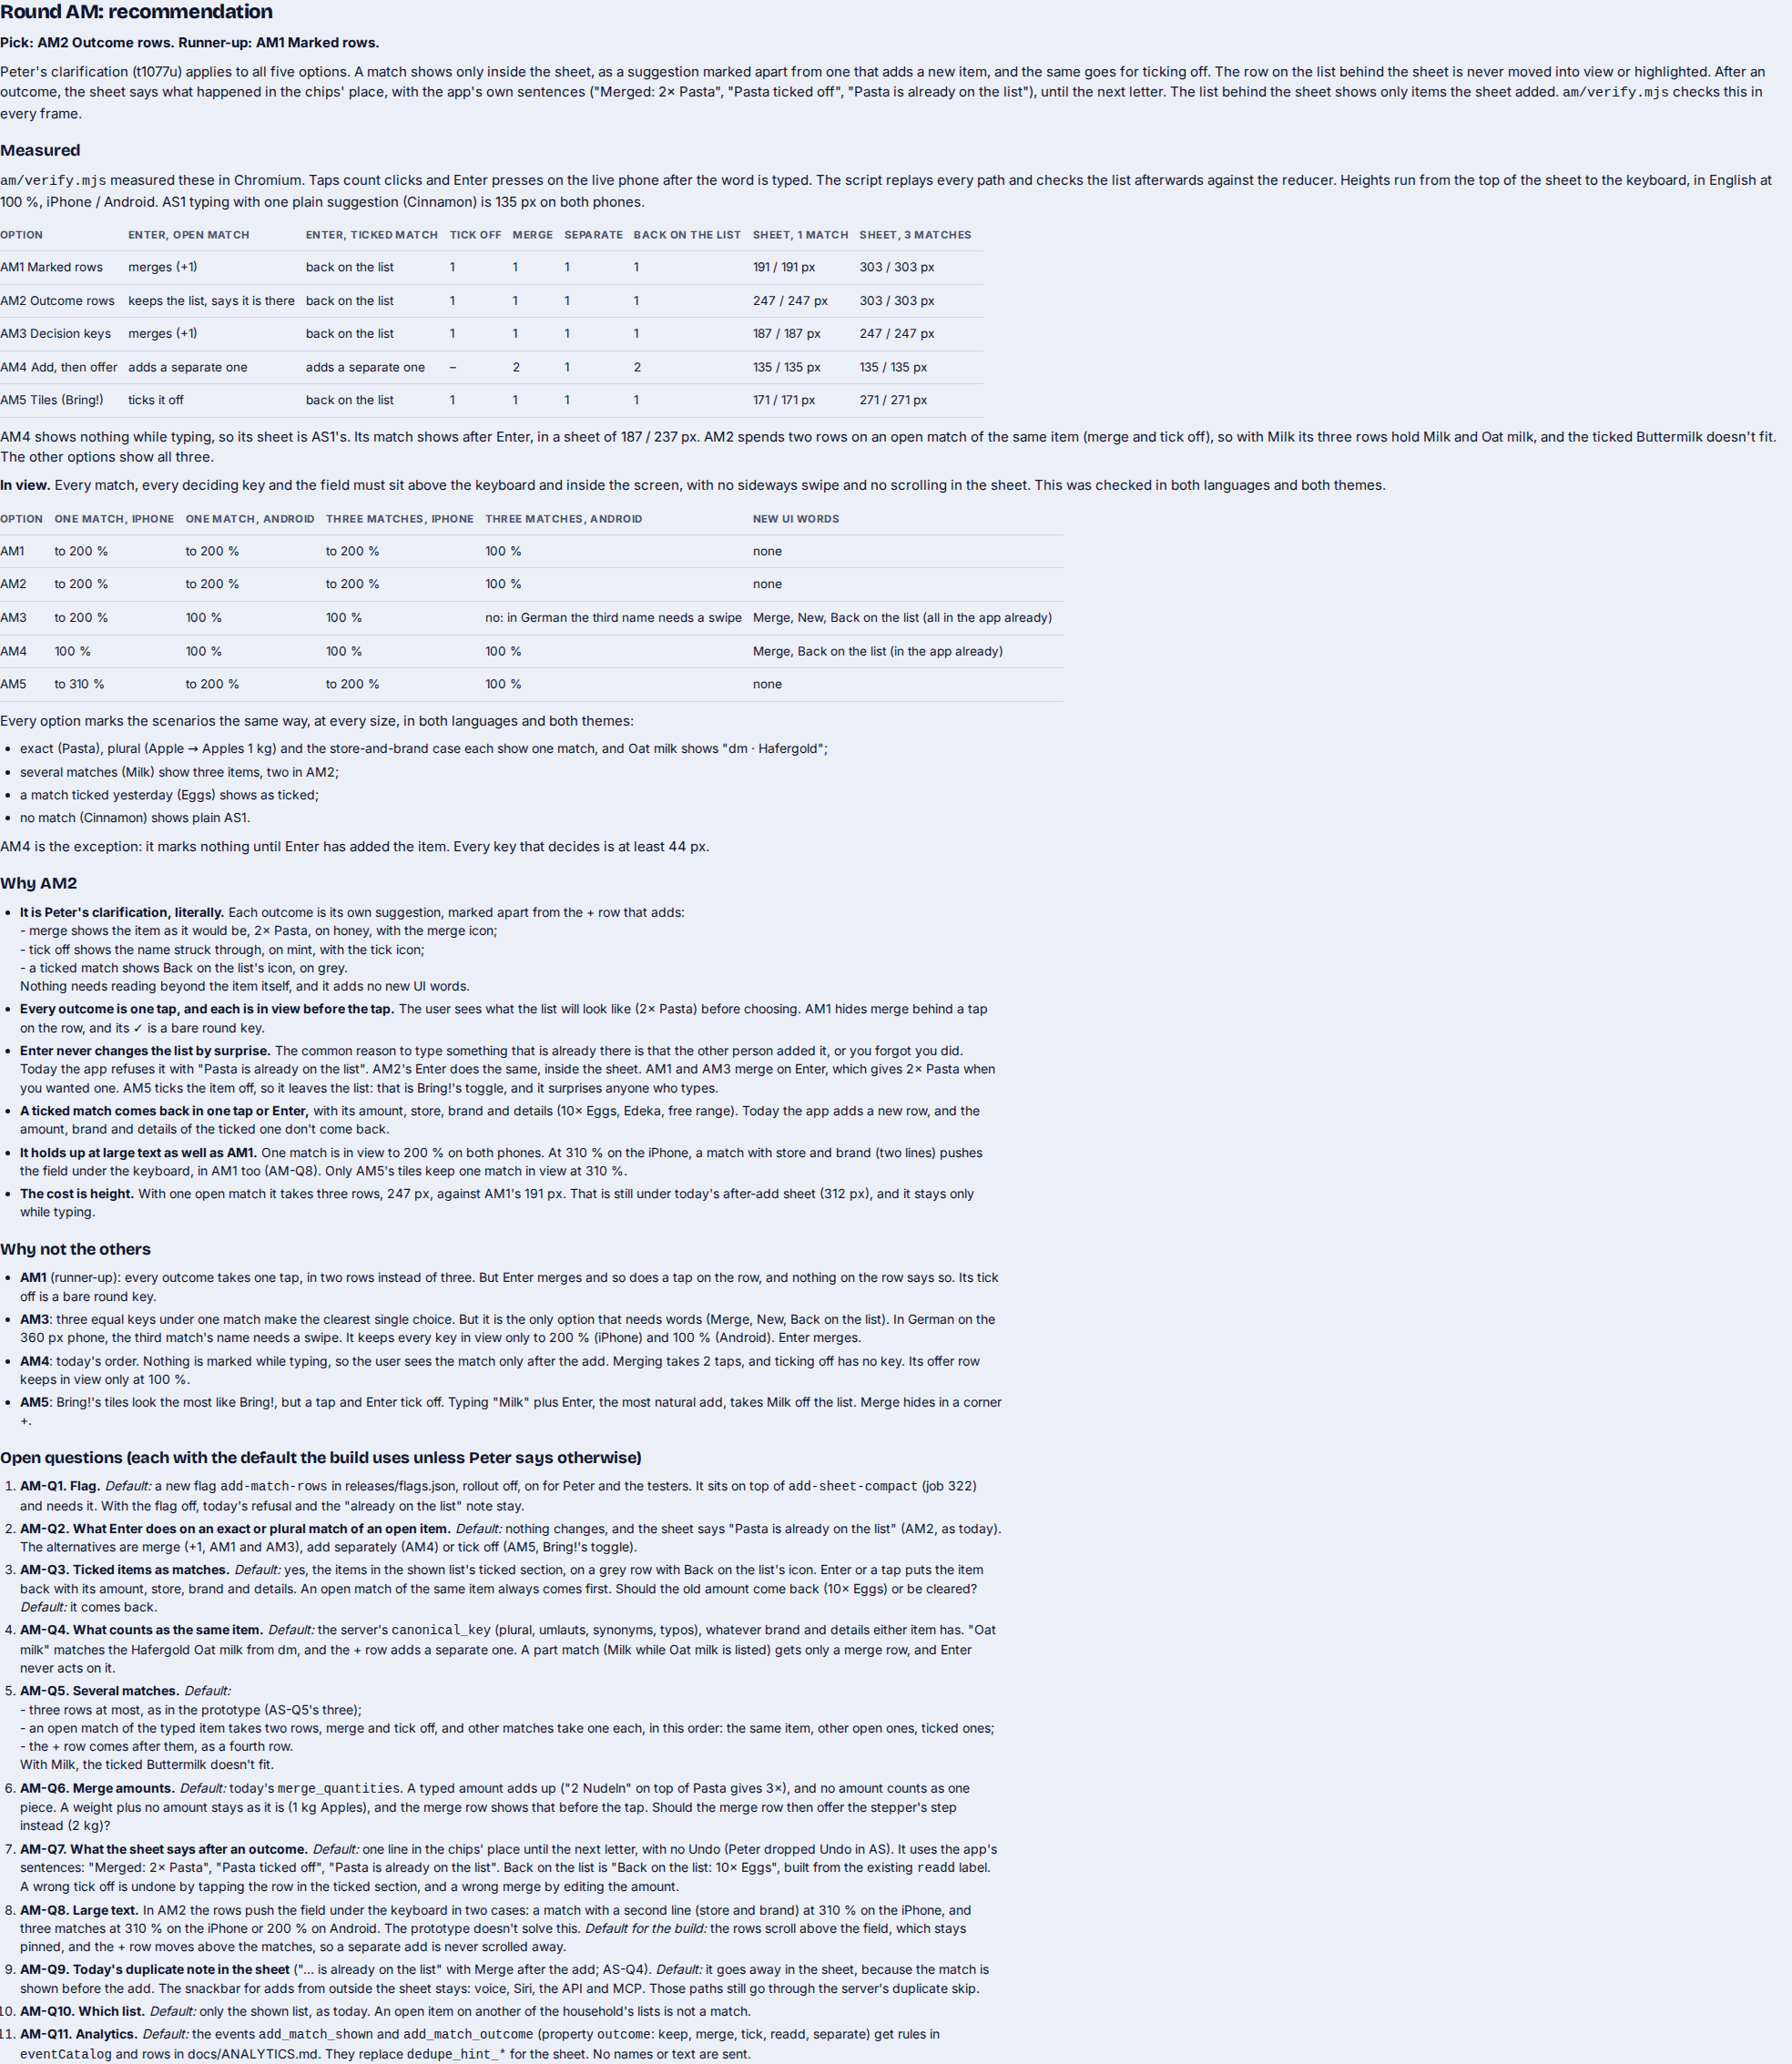 Round AM: recommendation
Pick: AM2 Outcome rows. Runner-up: AM1 Marked rows.
Peter's clarification (t1077u) applies to all five options. A match shows only inside the sheet, as a suggestion marked apart from one that adds a new item, and the same goes for ticking off. The row on the list behind the sheet is never moved into view or highlighted. After an
outcome, the sheet says what happened in the chips' place, with the app's own sentences ("Merged: 2× Pasta", "Pasta ticked off", "Pasta is already on the list"), until the next letter. The list behind the sheet shows only items the sheet added. am/verify.mjs checks this in
every frame.
Measured
am/verify.mjs measured these in Chromium. Taps count clicks and Enter presses on the live phone after the word is typed. The script replays every path and checks the list afterwards against the reducer. Heights run from the top of the sheet to the keyboard, in English at
100 %, iPhone / Android. AS1 typing with one plain suggestion (Cinnamon) is 135 px on both phones.
OPTION ENTER, OPEN MATCH ENTER, TICKED MATCH TICK OFF MERGE SEPARATE BACK ON THE LIST SHEET, 1 MATCH SHEET, 3 MATCHES
AM1 Marked rows merges (+1) back on the list 1 1 1 1 191 / 191 px 303 / 303 px
AM2 Outcome rows keeps the list, says it is there back on the list 1 1 1 1 247 / 247 px 303 / 303 px
AM3 Decision keys merges (+1) back on the list 1 1 1 1 187 / 187 px 247 / 247 px
AM4 Add, then offer adds a separate one adds a separate one – 2 1 2 135 / 135 px 135 / 135 px
AM5 Tiles (Bring!) ticks it off back on the list 1 1 1 1 171 / 171 px 271 / 271 px
AM4 shows nothing while typing, so its sheet is AS1's. Its match shows after Enter, in a sheet of 187 / 237 px. AM2 spends two rows on an open match of the same item (merge and tick off), so with Milk its three rows hold Milk and Oat milk, and the ticked Buttermilk doesn't fit.
The other options show all three.
In view. Every match, every deciding key and the field must sit above the keyboard and inside the screen, with no sideways swipe and no scrolling in the sheet. This was checked in both languages and both themes.
OPTION ONE MATCH, IPHONE ONE MATCH, ANDROID THREE MATCHES, IPHONE THREE MATCHES, ANDROID NEW UI WORDS
AM1 to 200 % to 200 % to 200 % 100 % none
AM2 to 200 % to 200 % to 200 % 100 % none
AM3 to 200 % 100 % 100 % no: in German the third name needs a swipe Merge, New, Back on the list (all in the app already)
AM4 100 % 100 % 100 % 100 % Merge, Back on the list (in the app already)
AM5 to 310 % to 200 % to 200 % 100 % none
Every option marks the scenarios the same way, at every size, in both languages and both themes:
• exact (Pasta), plural (Apple → Apples 1 kg) and the store-and-brand case each show one match, and Oat milk shows "dm · Hafergold";
• several matches (Milk) show three items, two in AM2;
• a match ticked yesterday (Eggs) shows as ticked;
• no match (Cinnamon) shows plain AS1.
AM4 is the exception: it marks nothing until Enter has added the item. Every key that decides is at least 44 px.
Why AM2
• It is Peter's clarification, literally. Each outcome is its own suggestion, marked apart from the + row that adds:
- merge shows the item as it would be, 2× Pasta, on honey, with the merge icon;
- tick off shows the name struck through, on mint, with the tick icon;
- a ticked match shows Back on the list's icon, on grey.
Nothing needs reading beyond the item itself, and it adds no new UI words.
• Every outcome is one tap, and each is in view before the tap. The user sees what the list will look like (2× Pasta) before choosing. AM1 hides merge behind a tap
on the row, and its ✓ is a bare round key.
• Enter never changes the list by surprise. The common reason to type something that is already there is that the other person added it, or you forgot you did.
Today the app refuses it with "Pasta is already on the list". AM2's Enter does the same, inside the sheet. AM1 and AM3 merge on Enter, which gives 2× Pasta when
you wanted one. AM5 ticks the item off, so it leaves the list: that is Bring!'s toggle, and it surprises anyone who types.
• A ticked match comes back in one tap or Enter, with its amount, store, brand and details (10× Eggs, Edeka, free range). Today the app adds a new row, and the
amount, brand and details of the ticked one don't come back.
• It holds up at large text as well as AM1. One match is in view to 200 % on both phones. At 310 % on the iPhone, a match with store and brand (two lines) pushes
the field under the keyboard, in AM1 too (AM-Q8). Only AM5's tiles keep one match in view at 310 %.
• The cost is height. With one open match it takes three rows, 247 px, against AM1's 191 px. That is still under today's after-add sheet (312 px), and it stays only
while typing.
Why not the others
• AM1 (runner-up): every outcome takes one tap, in two rows instead of three. But Enter merges and so does a tap on the row, and nothing on the row says so. Its tick
off is a bare round key.
• AM3: three equal keys under one match make the clearest single choice. But it is the only option that needs words (Merge, New, Back on the list). In German on the
360 px phone, the third match's name needs a swipe. It keeps every key in view only to 200 % (iPhone) and 100 % (Android). Enter merges.
• AM4: today's order. Nothing is marked while typing, so the user sees the match only after the add. Merging takes 2 taps, and ticking off has no key. Its offer row
keeps in view only at 100 %.
• AM5: Bring!'s tiles look the most like Bring!, but a tap and Enter tick off. Typing "Milk" plus Enter, the most natural add, takes Milk off the list. Merge hides in a corner
+.
Open questions (each with the default the build uses unless Peter says otherwise)
1. AM-Q1. Flag. Default: a new flag add-match-rows in releases/flags.json, rollout off, on for Peter and the testers. It sits on top of add-sheet-compact (job 322)
and needs it. With the flag off, today's refusal and the "already on the list" note stay.
2. AM-Q2. What Enter does on an exact or plural match of an open item. Default: nothing changes, and the sheet says "Pasta is already on the list" (AM2, as today).
The alternatives are merge (+1, AM1 and AM3), add separately (AM4) or tick off (AM5, Bring!'s toggle).
3. AM-Q3. Ticked items as matches. Default: yes, the items in the shown list's ticked section, on a grey row with Back on the list's icon. Enter or a tap puts the item
back with its amount, store, brand and details. An open match of the same item always comes first. Should the old amount come back (10× Eggs) or be cleared?
Default: it comes back.
4. AM-Q4. What counts as the same item. Default: the server's canonical_key (plural, umlauts, synonyms, typos), whatever brand and details either item has. "Oat
milk" matches the Hafergold Oat milk from dm, and the + row adds a separate one. A part match (Milk while Oat milk is listed) gets only a merge row, and Enter
never acts on it.
5. AM-Q5. Several matches. Default:
- three rows at most, as in the prototype (AS-Q5's three);
- an open match of the typed item takes two rows, merge and tick off, and other matches take one each, in this order: the same item, other open ones, ticked ones;
- the + row comes after them, as a fourth row.
With Milk, the ticked Buttermilk doesn't fit.
6. AM-Q6. Merge amounts. Default: today's merge_quantities. A typed amount adds up ("2 Nudeln" on top of Pasta gives 3×), and no amount counts as one
piece. A weight plus no amount stays as it is (1 kg Apples), and the merge row shows that before the tap. Should the merge row then offer the stepper's step
instead (2 kg)?
7. AM-Q7. What the sheet says after an outcome. Default: one line in the chips' place until the next letter, with no Undo (Peter dropped Undo in AS). It uses the app's
sentences: "Merged: 2× Pasta", "Pasta ticked off", "Pasta is already on the list". Back on the list is "Back on the list: 10× Eggs", built from the existing readd label.
A wrong tick off is undone by tapping the row in the ticked section, and a wrong merge by editing the amount.
8. AM-Q8. Large text. In AM2 the rows push the field under the keyboard in two cases: a match with a second line (store and brand) at 310 % on the iPhone, and
three matches at 310 % on the iPhone or 200 % on Android. The prototype doesn't solve this. Default for the build: the rows scroll above the field, which stays
pinned, and the + row moves above the matches, so a separate add is never scrolled away.
9. AM-Q9. Today's duplicate note in the sheet ("... is already on the list" with Merge after the add; AS-Q4). Default: it goes away in the sheet, because the match is
shown before the add. The snackbar for adds from outside the sheet stays: voice, Siri, the API and MCP. Those paths still go through the server's duplicate skip.
10. AM-Q10. Which list. Default: only the shown list, as today. An open item on another of the household's lists is not a match.
11. AM-Q11. Analytics. Default: the events add_match_shown and add_match_outcome (property outcome: keep, merge, tick, readd, separate) get rules in
eventCatalog and rows in docs/ANALYTICS.md. They replace dedupe_hint_* for the sheet. No names or text are sent.